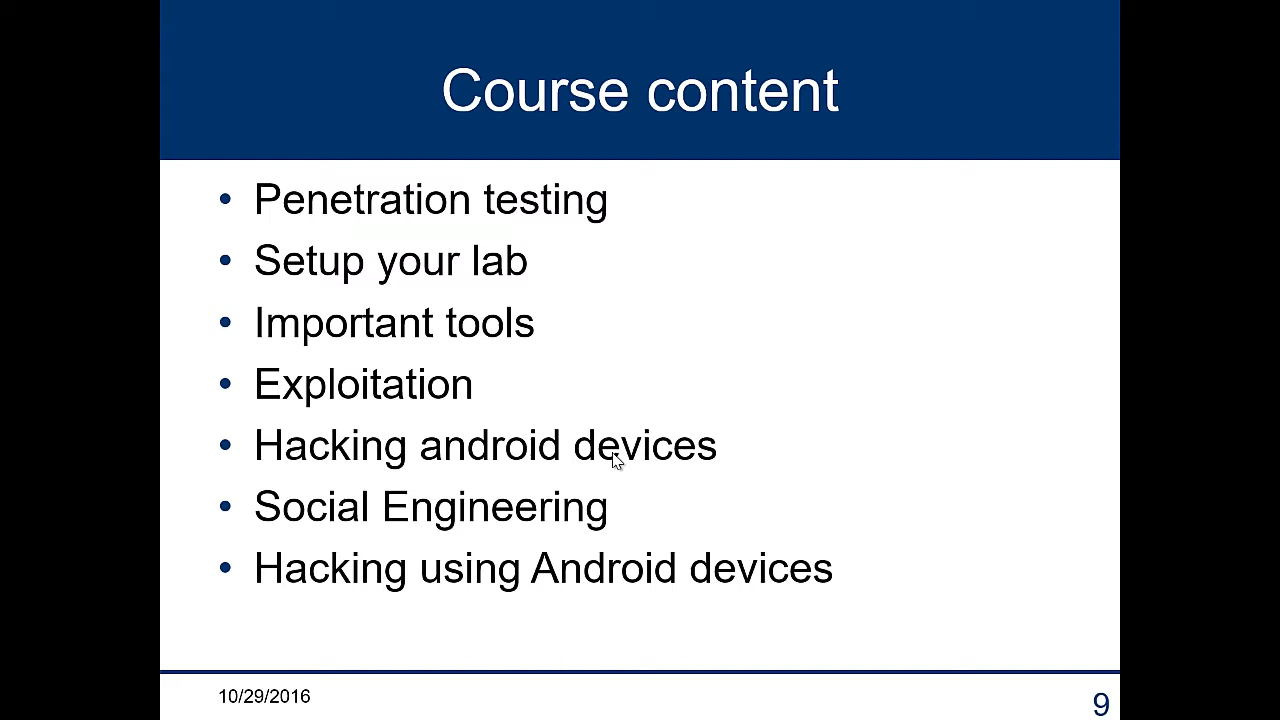 Course content
• Penetration testing
• Setup your lab
• Important tools
• Exploitation
• Hacking android devices
• Social Engineering
• Hacking using Android devices
10/29/2016
9